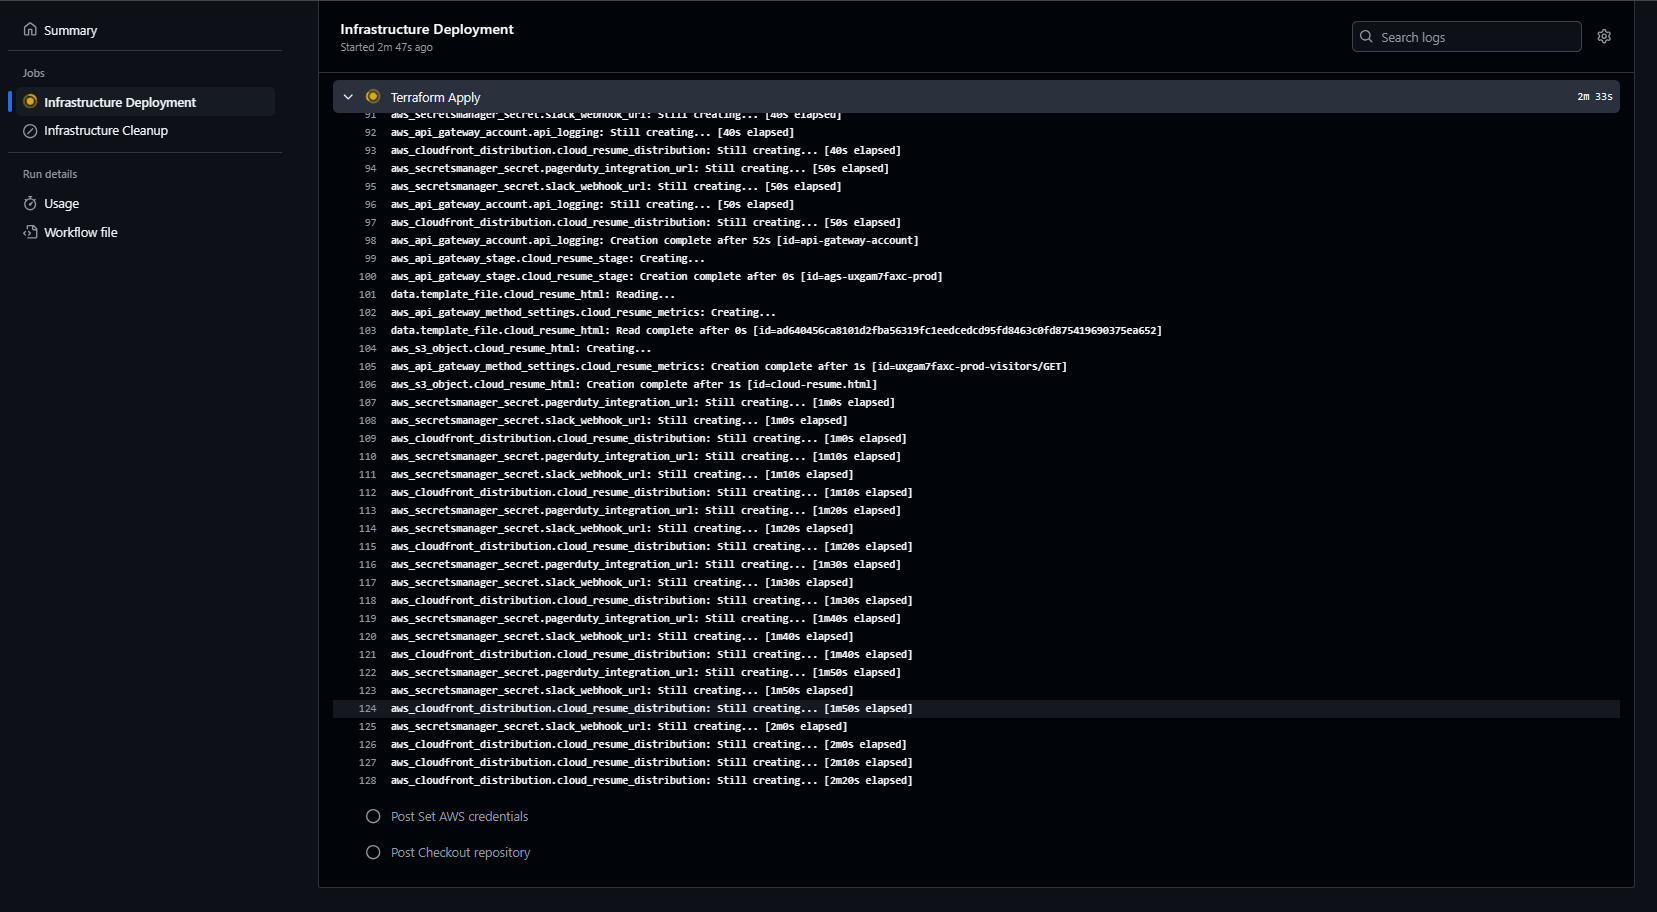 Summary
Jobs
Infrastructure Deployment
Infrastructure Cleanup
Run details
Usage
Workflow file
Infrastructure Deployment
Started 2m 47s ago
Search logs
Terraform Apply 2m 33s
91 aws_secretsmanager_secret.slack_webhook_url: Still creating... [40s elapsed]
92 aws_api_gateway_account.api_logging: Still creating... [40s elapsed]
93 aws_cloudfront_distribution.cloud_resume_distribution: Still creating... [40s elapsed]
94 aws_secretsmanager_secret.pagerduty_integration_url: Still creating... [50s elapsed]
95 aws_secretsmanager_secret.slack_webhook_url: Still creating... [50s elapsed]
96 aws_api_gateway_account.api_logging: Still creating... [50s elapsed]
97 aws_cloudfront_distribution.cloud_resume_distribution: Still creating... [50s elapsed]
98 aws_api_gateway_account.api_logging: Creation complete after 52s [id=api-gateway-account]
99 aws_api_gateway_stage.cloud_resume_stage: Creating...
100 aws_api_gateway_stage.cloud_resume_stage: Creation complete after 0s [id=ags-uxgam7faxc-prod]
101 data.template_file.cloud_resume_html: Reading...
102 aws_api_gateway_method_settings.cloud_resume_metrics: Creating...
103 data.template_file.cloud_resume_html: Read complete after 0s [id=ad640456ca8101d2fba56319fc1eedcedcd95fd8463c0fd875419690375ea652]
104 aws_s3_object.cloud_resume_html: Creating...
105 aws_api_gateway_method_settings.cloud_resume_metrics: Creation complete after 1s [id=uxgam7faxc-prod-visitors/GET]
106 aws_s3_object.cloud_resume_html: Creation complete after 1s [id=cloud-resume.html]
107 aws_secretsmanager_secret.pagerduty_integration_url: Still creating... [1m0s elapsed]
108 aws_secretsmanager_secret.slack_webhook_url: Still creating... [1m0s elapsed]
109 aws_cloudfront_distribution.cloud_resume_distribution: Still creating... [1m0s elapsed]
110 aws_secretsmanager_secret.pagerduty_integration_url: Still creating... [1m10s elapsed]
111 aws_secretsmanager_secret.slack_webhook_url: Still creating... [1m10s elapsed]
112 aws_cloudfront_distribution.cloud_resume_distribution: Still creating... [1m10s elapsed]
113 aws_secretsmanager_secret.pagerduty_integration_url: Still creating... [1m20s elapsed]
114 aws_secretsmanager_secret.slack_webhook_url: Still creating... [1m20s elapsed]
115 aws_cloudfront_distribution.cloud_resume_distribution: Still creating... [1m20s elapsed]
116 aws_secretsmanager_secret.pagerduty_integration_url: Still creating... [1m30s elapsed]
117 aws_secretsmanager_secret.slack_webhook_url: Still creating... [1m30s elapsed]
118 aws_cloudfront_distribution.cloud_resume_distribution: Still creating... [1m30s elapsed]
119 aws_secretsmanager_secret.pagerduty_integration_url: Still creating... [1m40s elapsed]
120 aws_secretsmanager_secret.slack_webhook_url: Still creating... [1m40s elapsed]
121 aws_cloudfront_distribution.cloud_resume_distribution: Still creating... [1m40s elapsed]
122 aws_secretsmanager_secret.pagerduty_integration_url: Still creating... [1m50s elapsed]
123 aws_secretsmanager_secret.slack_webhook_url: Still creating... [1m50s elapsed]
124 aws_cloudfront_distribution.cloud_resume_distribution: Still creating... [1m50s elapsed]
125 aws_secretsmanager_secret.slack_webhook_url: Still creating... [2m0s elapsed]
126 aws_cloudfront_distribution.cloud_resume_distribution: Still creating... [2m0s elapsed]
127 aws_cloudfront_distribution.cloud_resume_distribution: Still creating... [2m10s elapsed]
128 aws_cloudfront_distribution.cloud_resume_distribution: Still creating... [2m20s elapsed]
Post Set AWS credentials
Post Checkout repository